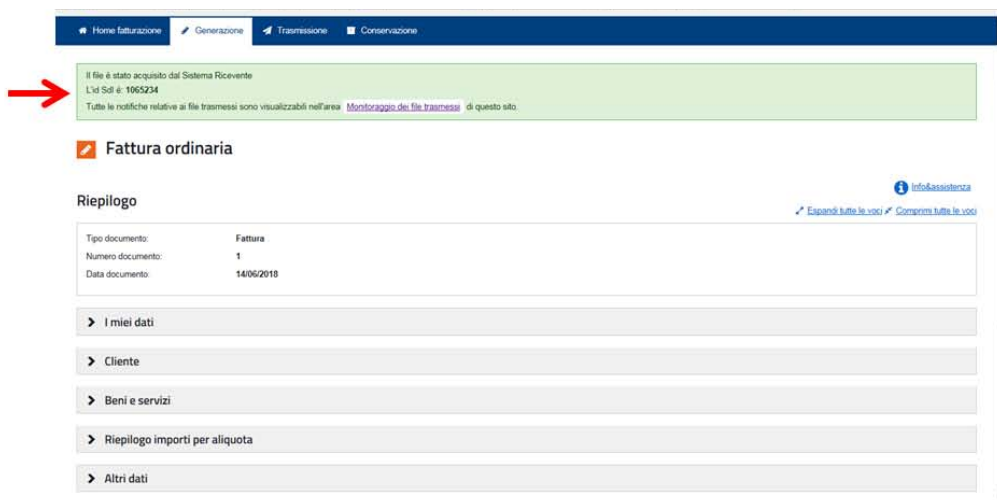 Home fatturazione Generazione Trasmissione Conservazione
Il file è stato acquisito dal Sistema Ricevente
L'id SdI è: 1065234
Tutte le notifiche relative ai file trasmessi sono visualizzabili nell'area Monitoraggio dei file trasmessi di questo sito.
Fattura ordinaria
Info&assistenza
Riepilogo
Espandi tutte le voci Comprimi tutte le voci
Tipo documento: Fattura
Numero documento: 1
Data documento: 14/06/2018
I miei dati
Cliente
Beni e servizi
Riepilogo importi per aliquota
Altri dati